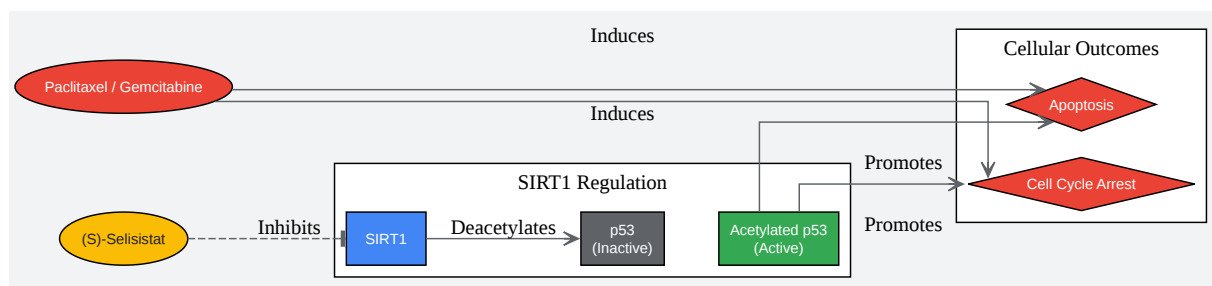 Induces
Cellular Outcomes
Paclitaxel / Gemcitabine
Apoptosis
Induces
Promotes
SIRT1 Regulation
Cell Cycle Arrest
(S)-Selisistat
Inhibits
SIRT1
Deacetylates
p53
(Inactive)
Acetylated p53
(Active)
Promotes